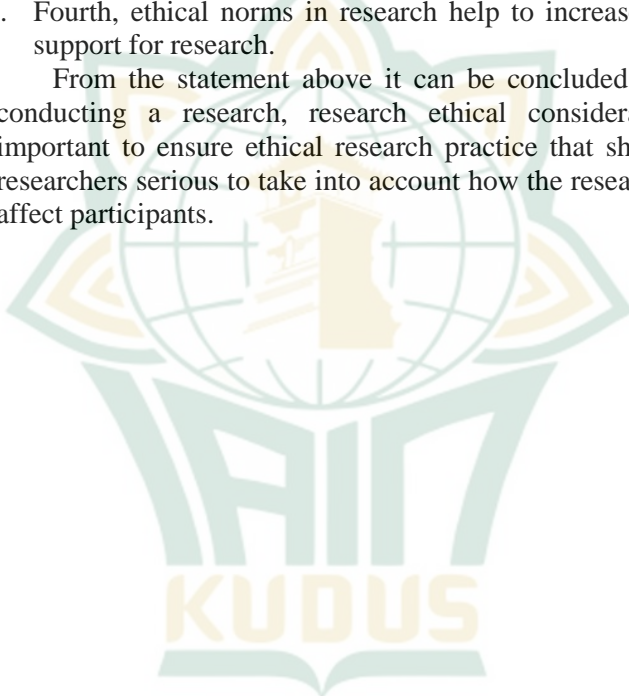 . Fourth, ethical norms in research help to increas
support for research.
From the statement above it can be concluded
conducting a research, research ethical consider
important to ensure ethical research practice that sh
researchers serious to take into account how the resea
affect participants.
IAIN
KUDUS